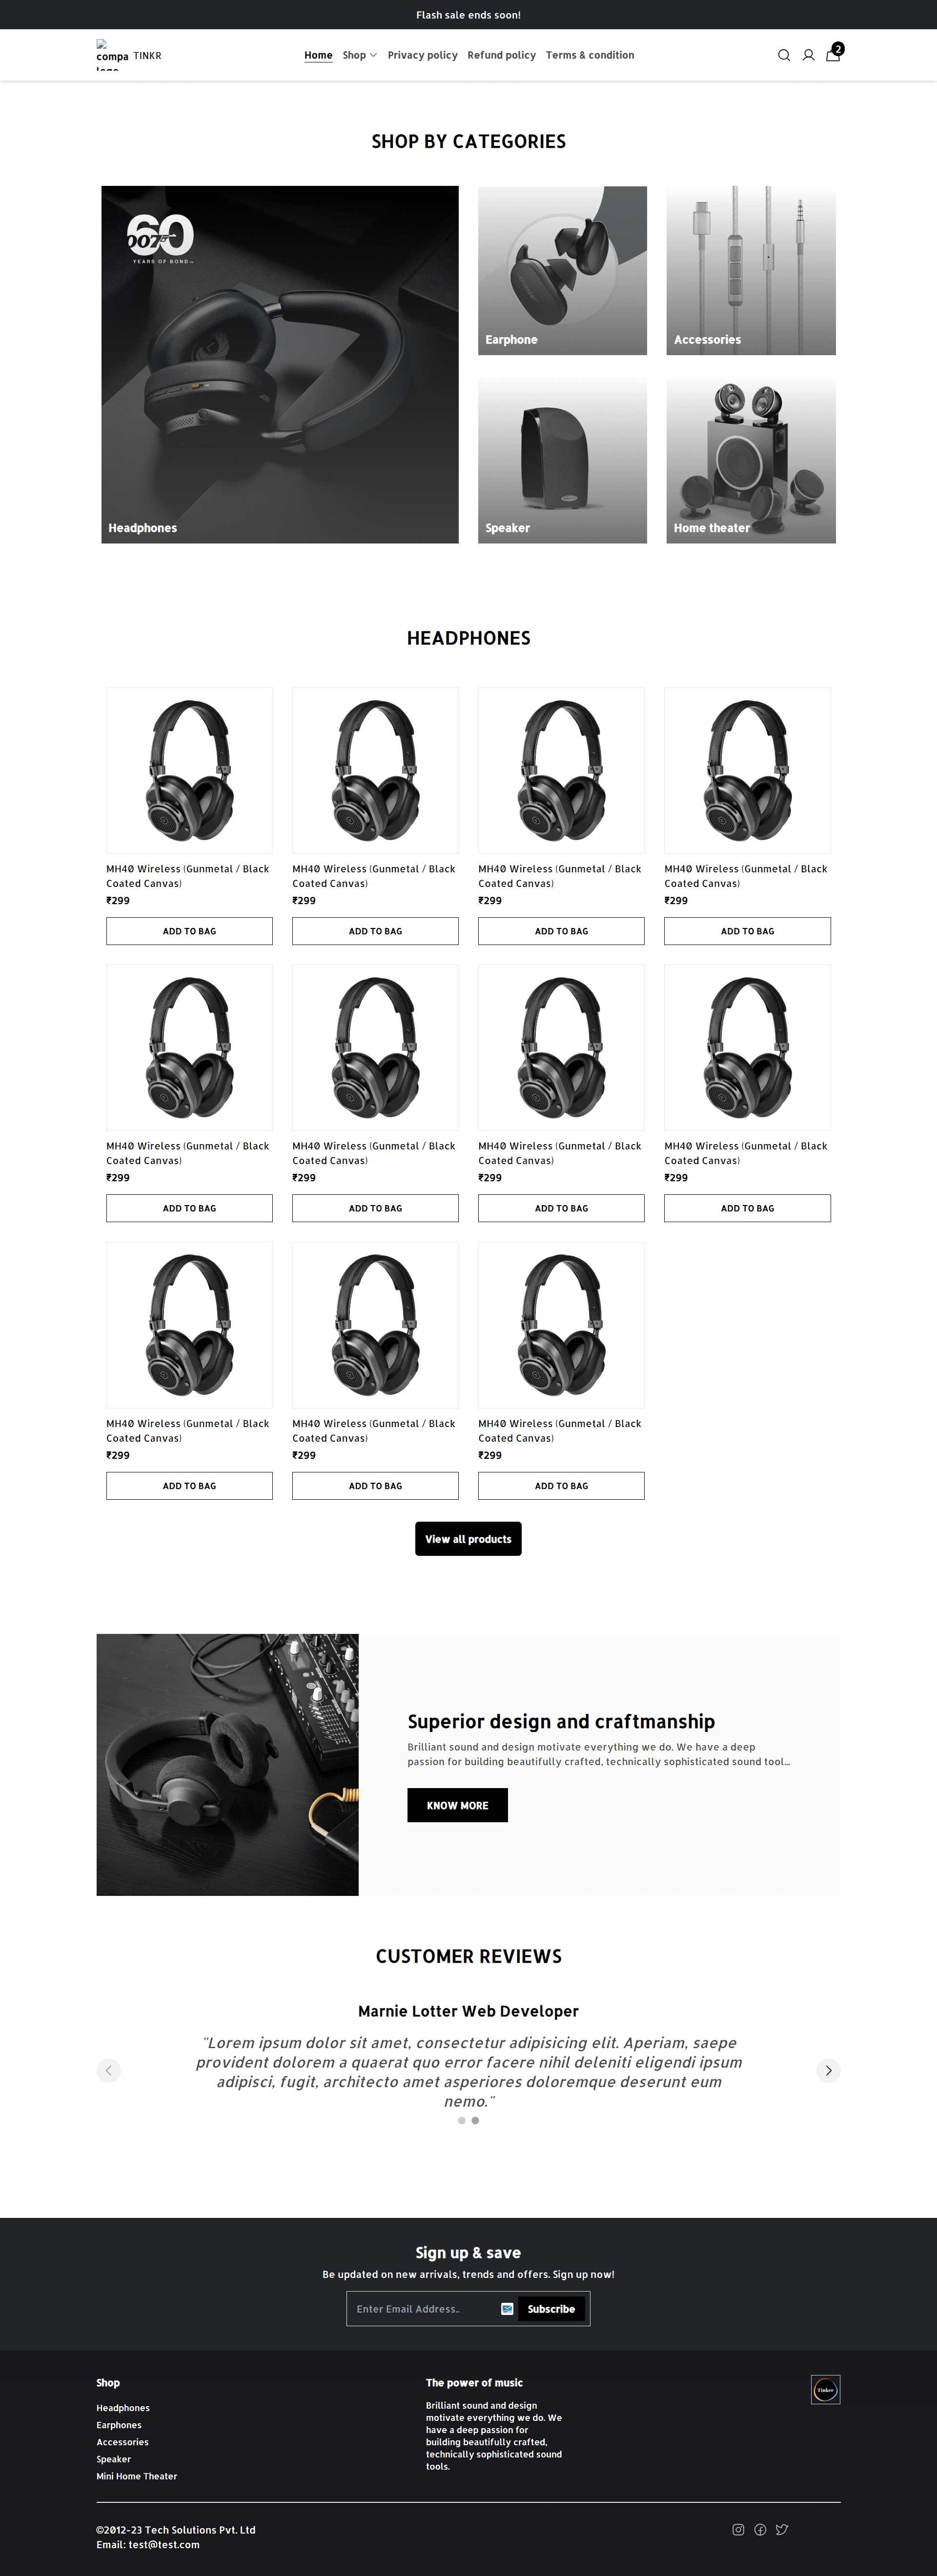 Flash sale ends soon!
compa
TINKR
Home
Shop
Privacy policy
Refund policy
Terms & condition
2
SHOP BY CATEGORIES
60
007
YEARS OF BOND
Headphones
Earphone
Accessories
Speaker
Home theater
HEADPHONES
MH40 Wireless (Gunmetal / Black
Coated Canvas)
₹299
ADD TO BAG
MH40 Wireless (Gunmetal / Black
Coated Canvas)
₹299
ADD TO BAG
MH40 Wireless (Gunmetal / Black
Coated Canvas)
₹299
ADD TO BAG
MH40 Wireless (Gunmetal / Black
Coated Canvas)
₹299
ADD TO BAG
MH40 Wireless (Gunmetal / Black
Coated Canvas)
₹299
ADD TO BAG
MH40 Wireless (Gunmetal / Black
Coated Canvas)
₹299
ADD TO BAG
MH40 Wireless (Gunmetal / Black
Coated Canvas)
₹299
ADD TO BAG
MH40 Wireless (Gunmetal / Black
Coated Canvas)
₹299
ADD TO BAG
MH40 Wireless (Gunmetal / Black
Coated Canvas)
₹299
ADD TO BAG
MH40 Wireless (Gunmetal / Black
Coated Canvas)
₹299
ADD TO BAG
MH40 Wireless (Gunmetal / Black
Coated Canvas)
₹299
ADD TO BAG
View all products
Superior design and craftmanship
Brilliant sound and design motivate everything we do. We have a deep
passion for building beautifully crafted, technically sophisticated sound tool...
KNOW MORE
CUSTOMER REVIEWS
Marnie Lotter Web Developer
"Lorem ipsum dolor sit amet, consectetur adipisicing elit. Aperiam, saepe
provident dolorem a quaerat quo error facere nihil deleniti eligendi ipsum
adipisci, fugit, architecto amet asperiores doloremque deserunt eum
nemo."
Sign up & save
Be updated on new arrivals, trends and offers. Sign up now!
Enter Email Address..
Subscribe
Shop
Headphones
Earphones
Accessories
Speaker
Mini Home Theater
The power of music
Brilliant sound and design
motivate everything we do. We
have a deep passion for
building beautifully crafted,
technically sophisticated sound
tools.
©2012-23 Tech Solutions Pvt. Ltd
Email: test@test.com